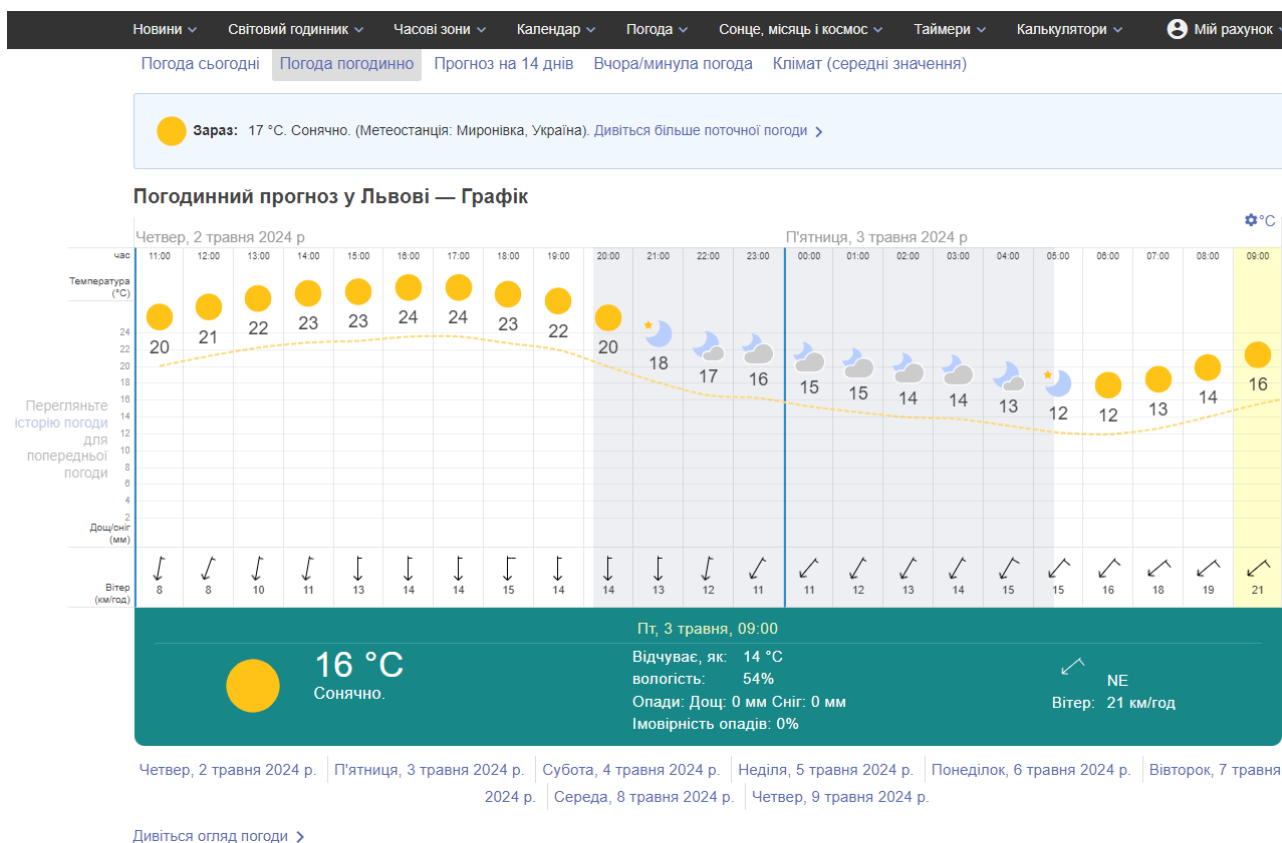 Новини Світовий годинник Часові зони Календар Погода Сонце, місяць і космос Таймери Калькулятори Мій рахунок
Погода сьогодні Погода погодинно Прогноз на 14 днів Вчора/минула погода Клімат (середні значення)
Зараз: 17 °C. Сонячно. (Метеостанція: Миронівка, Україна). Дивіться більше поточної погоди
Погодинний прогноз у Львові — Графік
°C
Четвер, 2 травня 2024 р П'ятниця, 3 травня 2024 р
час 11:00 12:00 13:00 14:00 15:00 16:00 17:00 18:00 19:00 20:00 21:00 22:00 23:00 00:00 01:00 02:00 03:00 04:00 05:00 06:00 07:00 08:00 09:00
Температура
(°C)
20 21 22 23 23 24 24 23 22 20 18 17 16 15 15 14 14 13 12 12 13 14 16
24
22
20
18
16
14
12
10
8
6
4
2
Перегляньте
історію погоди
для
попередньої
погоди
Дощ/сніг
(мм)
Вітер
(км/год)
8 8 10 11 13 14 14 15 14 14 13 12 11 11 12 13 14 15 15 16 18 19 21
Пт, 3 травня, 09:00
16 °C
Сонячно.
Відчуває, як: 14 °C
вологість: 54%
Опади: Дощ: 0 мм Сніг: 0 мм
Імовірність опадів: 0%
NE
Вітер: 21 км/год
Четвер, 2 травня 2024 р. П'ятниця, 3 травня 2024 р. Субота, 4 травня 2024 р. Неділя, 5 травня 2024 р. Понеділок, 6 травня 2024 р. Вівторок, 7 травня
2024 р. Середа, 8 травня 2024 р. Четвер, 9 травня 2024 р.
Дивіться огляд погоди